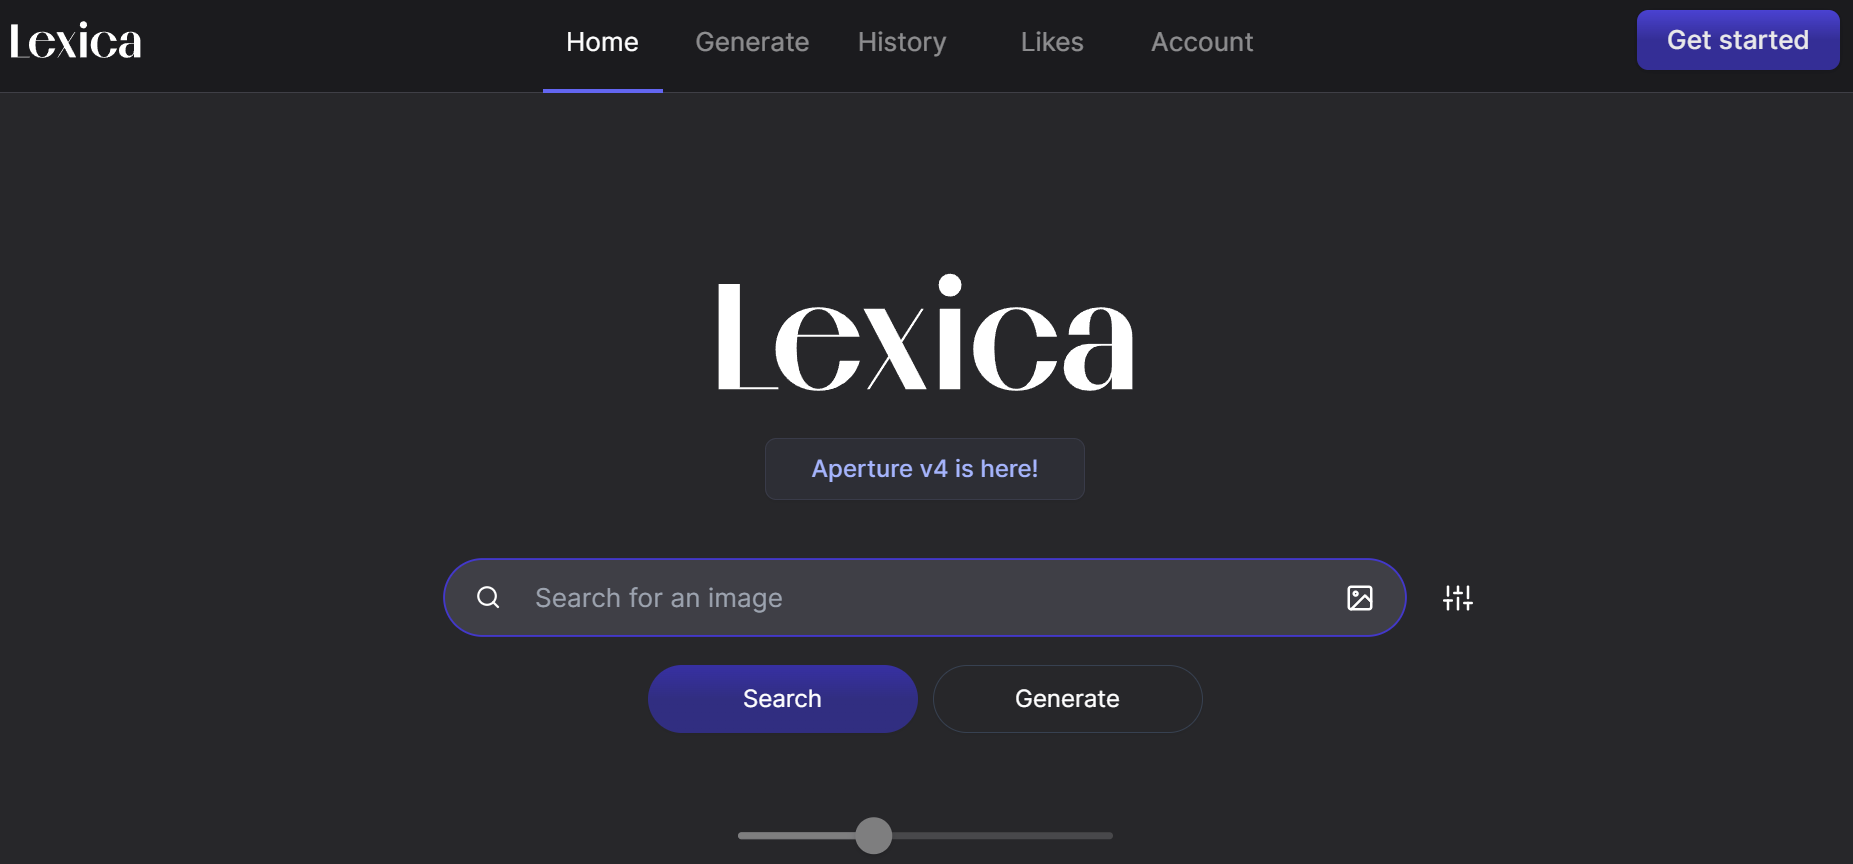 Lexica
Home Generate History Likes Account
Get started
Lexica
Aperture v4 is here!
Search for an image
Search Generate